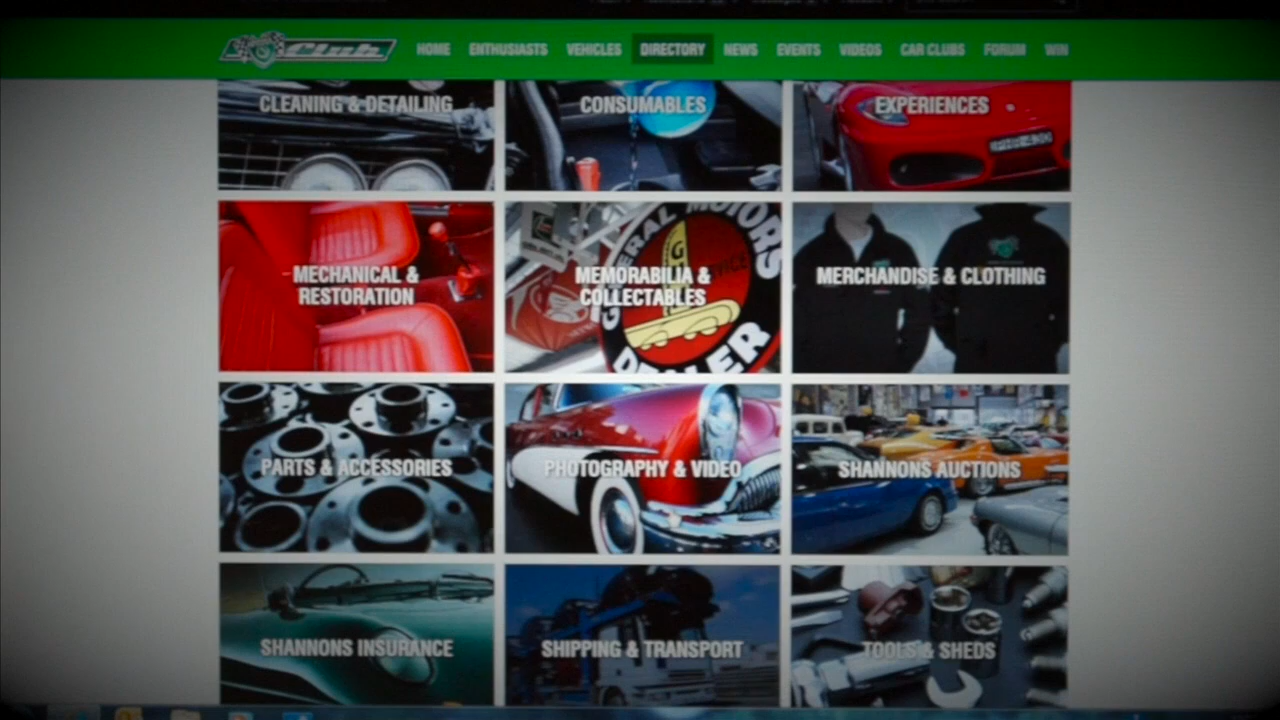 Club HOME ENTHUSIASTS VEHICLES DIRECTORY NEWS EVENTS VIDEOS CAR CLUBS FORUM WIN
CLEANING & DETAILING CONSUMABLES EXPERIENCES
MECHANICAL & RESTORATION
MEMORABILIA & COLLECTABLES
GENERAL MOTORS
DEALER
MERCHANDISE & CLOTHING
PARTS & ACCESSORIES PHOTOGRAPHY & VIDEO SHANNONS AUCTIONS
SHANNONS INSURANCE SHIPPING & TRANSPORT TOOLS & SHEDS